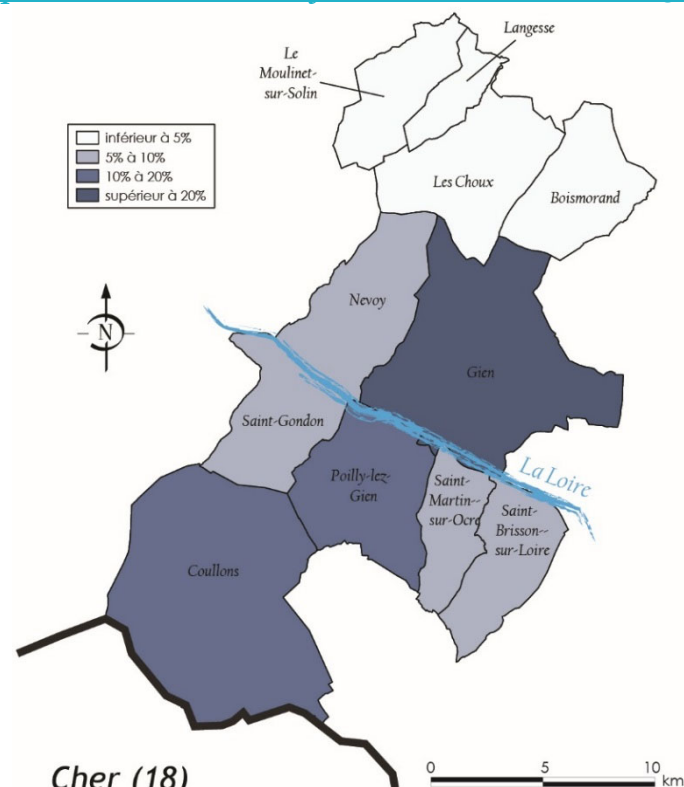 Langesse
Le
Moulinet-
sur-Solin
inférieur à 5%
5% à 10%
10% à 20%
supérieur à 20%
Les Choux
Boismorand
Nevoy
N
Gien
Saint-Gondon
La Loire
Poilly-lez-
Gien
Saint-
Martin--
sur-Ocre
Saint-
Brisson--
sur-Loire
Coullons
Cher (18)
0 5 10
km